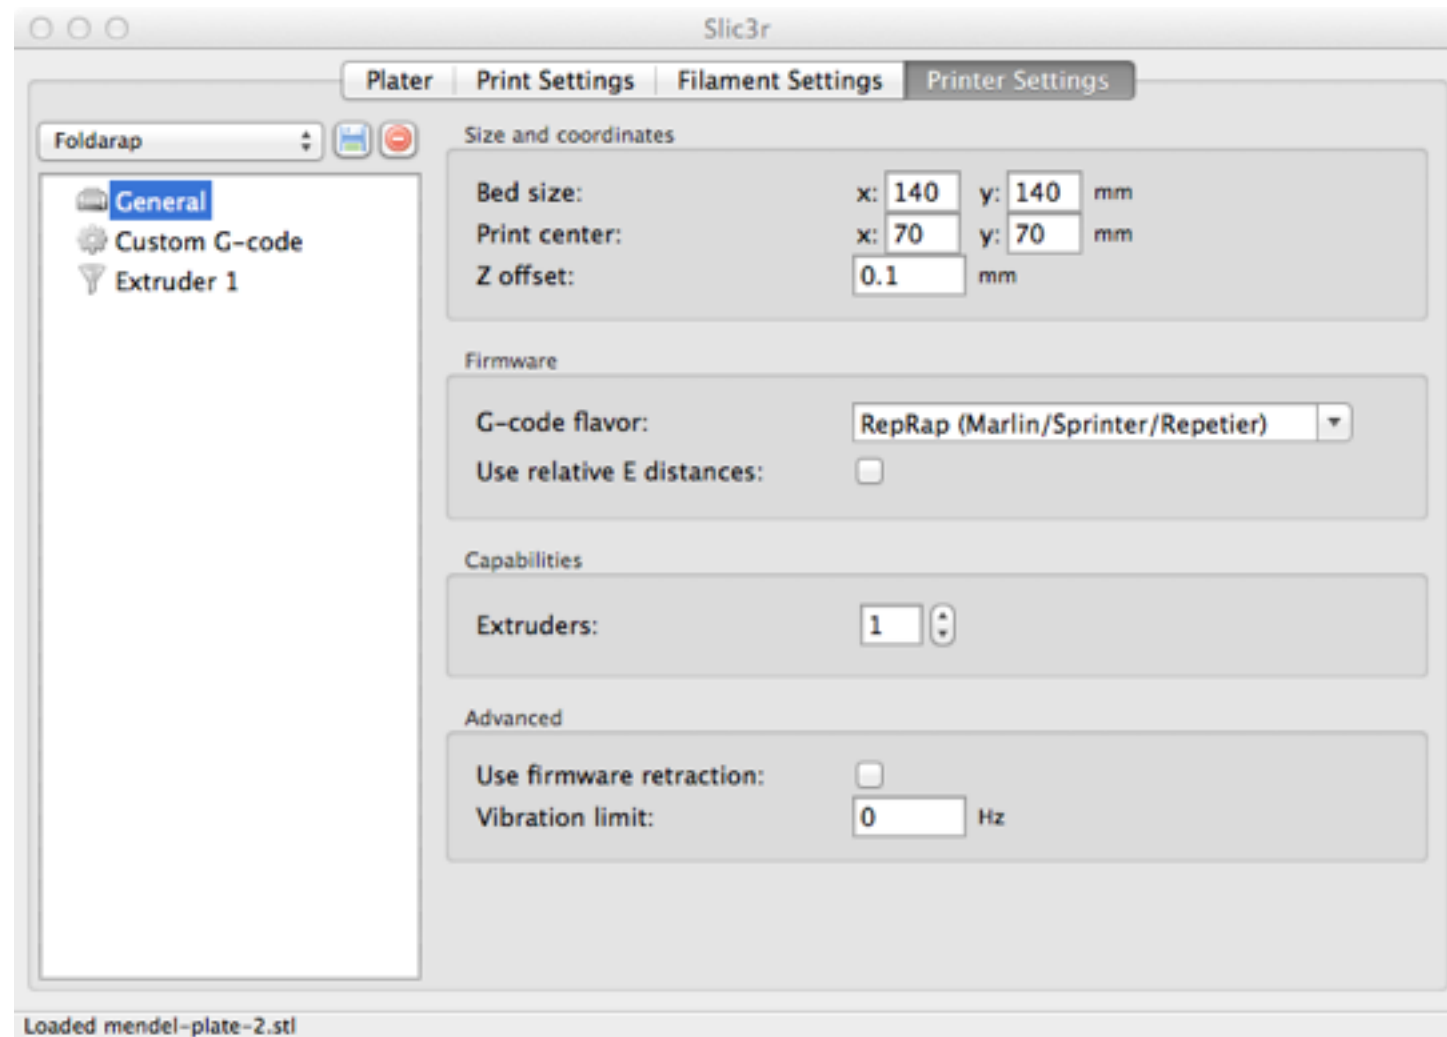 Slic3r
Plater Print Settings Filament Settings Printer Settings
Foldarap
General
Custom G-code
Extruder 1
Size and coordinates
Bed size: x: 140 y: 140 mm
Print center: x: 70 y: 70 mm
Z offset: 0.1 mm
Firmware
G-code flavor: RepRap (Marlin/Sprinter/Repetier)
Use relative E distances:
Capabilities
Extruders: 1
Advanced
Use firmware retraction:
Vibration limit: 0 Hz
Loaded mendel-plate-2.stl